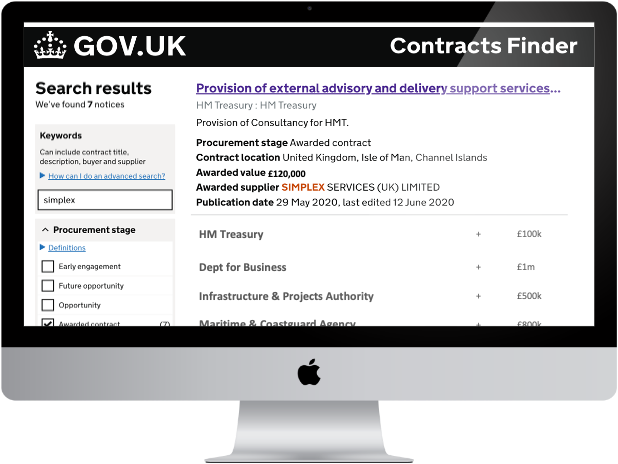 GOV.UK
Contracts Finder
Search results
We've found 7 notices
Keywords
Can include contract title,
description, buyer and supplier
How can I do an advanced search?
simplex
Procurement stage
Definitions
Early engagement
Future opportunity
Opportunity
Awarded contract (7)
Provision of external advisory and delivery support services...
HM Treasury : HM Treasury
Provision of Consultancy for HMT.
Procurement stage Awarded contract
Contract location United Kingdom, Isle of Man, Channel Islands
Awarded value £120,000
Awarded supplier SIMPLEX SERVICES (UK) LIMITED
Publication date 29 May 2020, last edited 12 June 2020
HM Treasury + £100k
Dept for Business + £1m
Infrastructure & Projects Authority + £500k
Maritime & Coastguard Agency + £800k